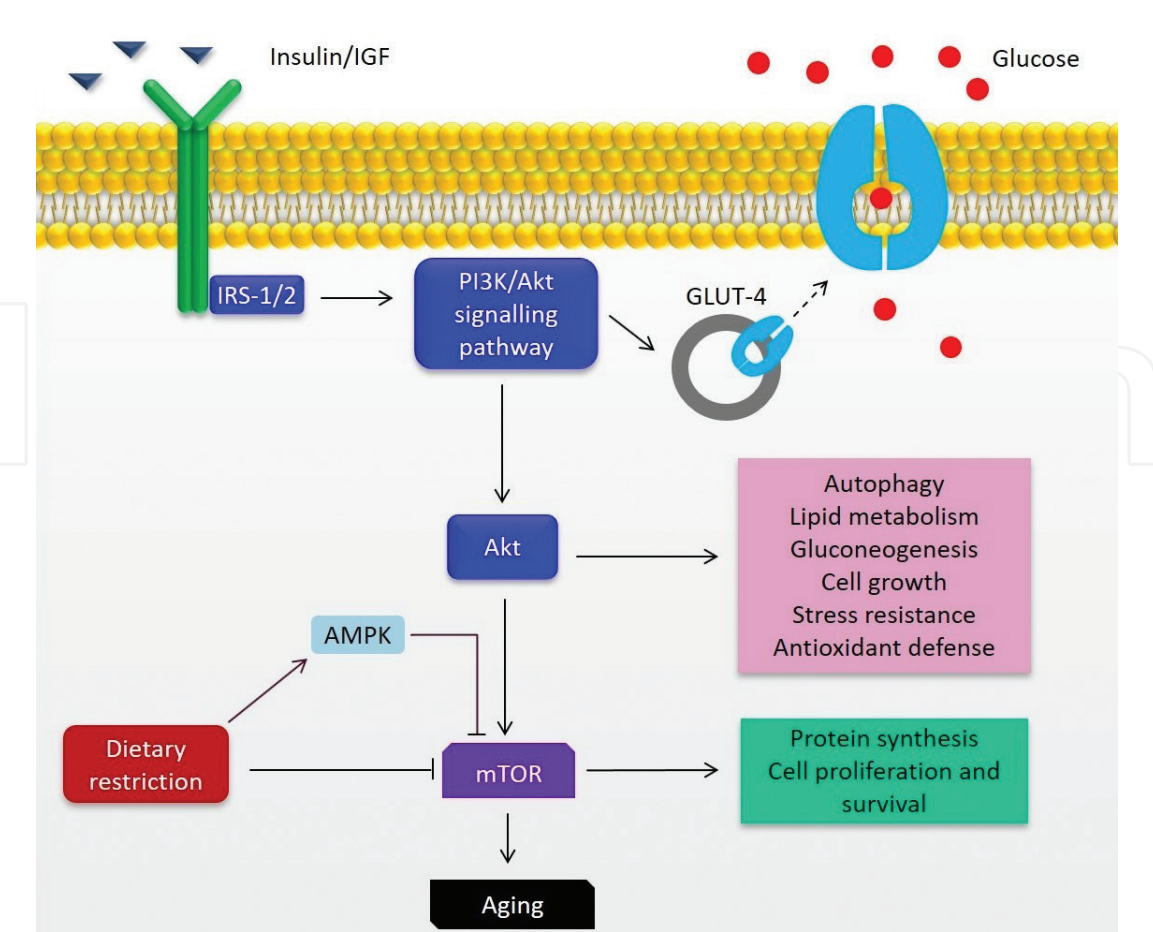 Insulin/IGF
Glucose
IRS-1/2
PI3K/Akt
signalling
pathway
GLUT-4
Akt
Autophagy
Lipid metabolism
Gluconeogenesis
Cell growth
Stress resistance
Antioxidant defense
AMPK
Dietary
restriction
mTOR
Protein synthesis
Cell proliferation and
survival
Aging